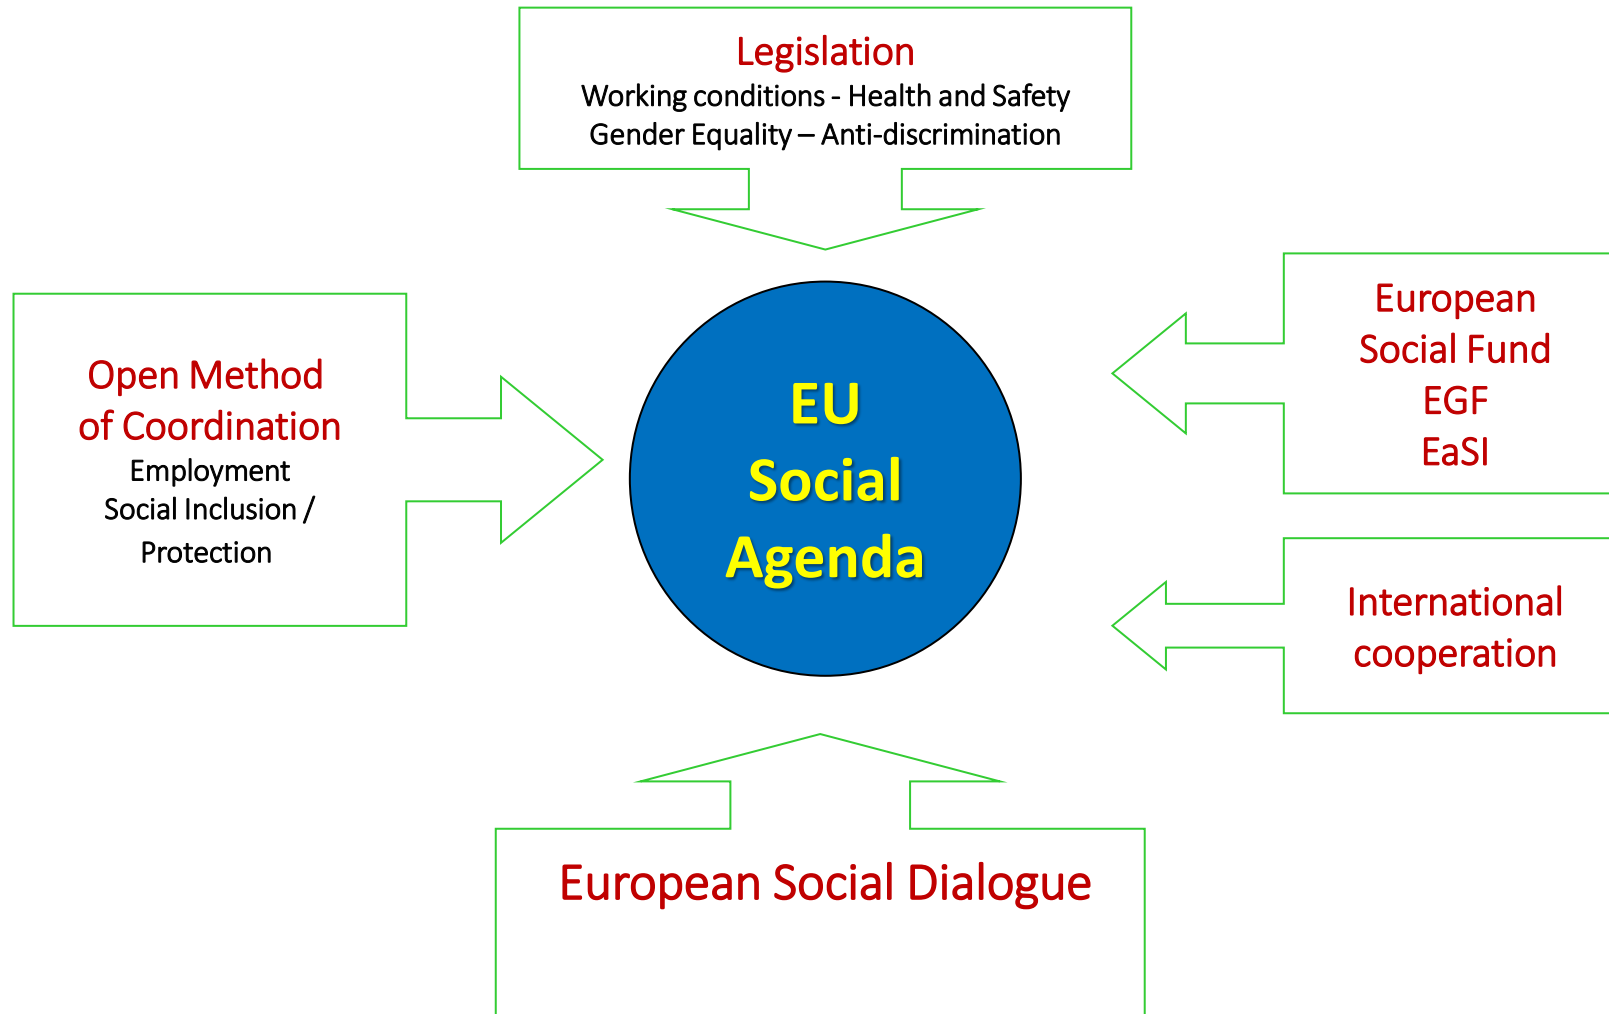 Legislation
Working conditions - Health and Safety
Gender Equality – Anti-discrimination
Open Method
of Coordination
Employment
Social Inclusion /
Protection
EU
Social
Agenda
European
Social Fund
EGF
EaSI
International
cooperation
European Social Dialogue